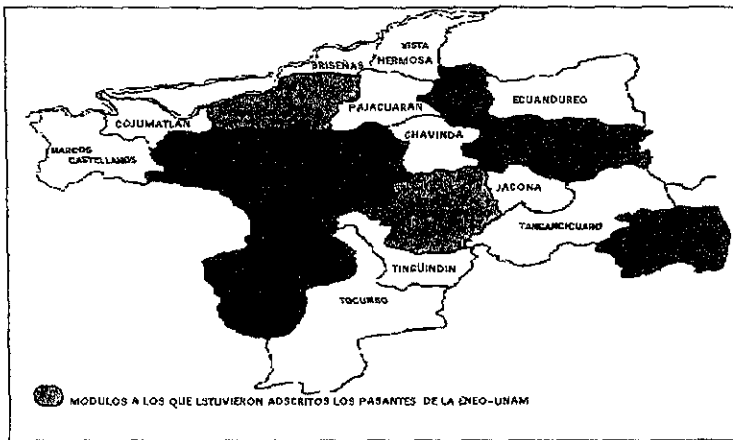 VISTA
HERMOSA
BRISEÑAS
PAJACUARAN
ECUANDUREO
COJUMATLAN
CHAVINDA
MARCOS
CASTELLANOS
JACONA
TANGANCICUARO
TINGÜINDIN
TOCUMBO
MODULOS A LOS QUE ESTUVIERON ADSCRITOS LOS PASANTES DE LA ENEO-UNAM